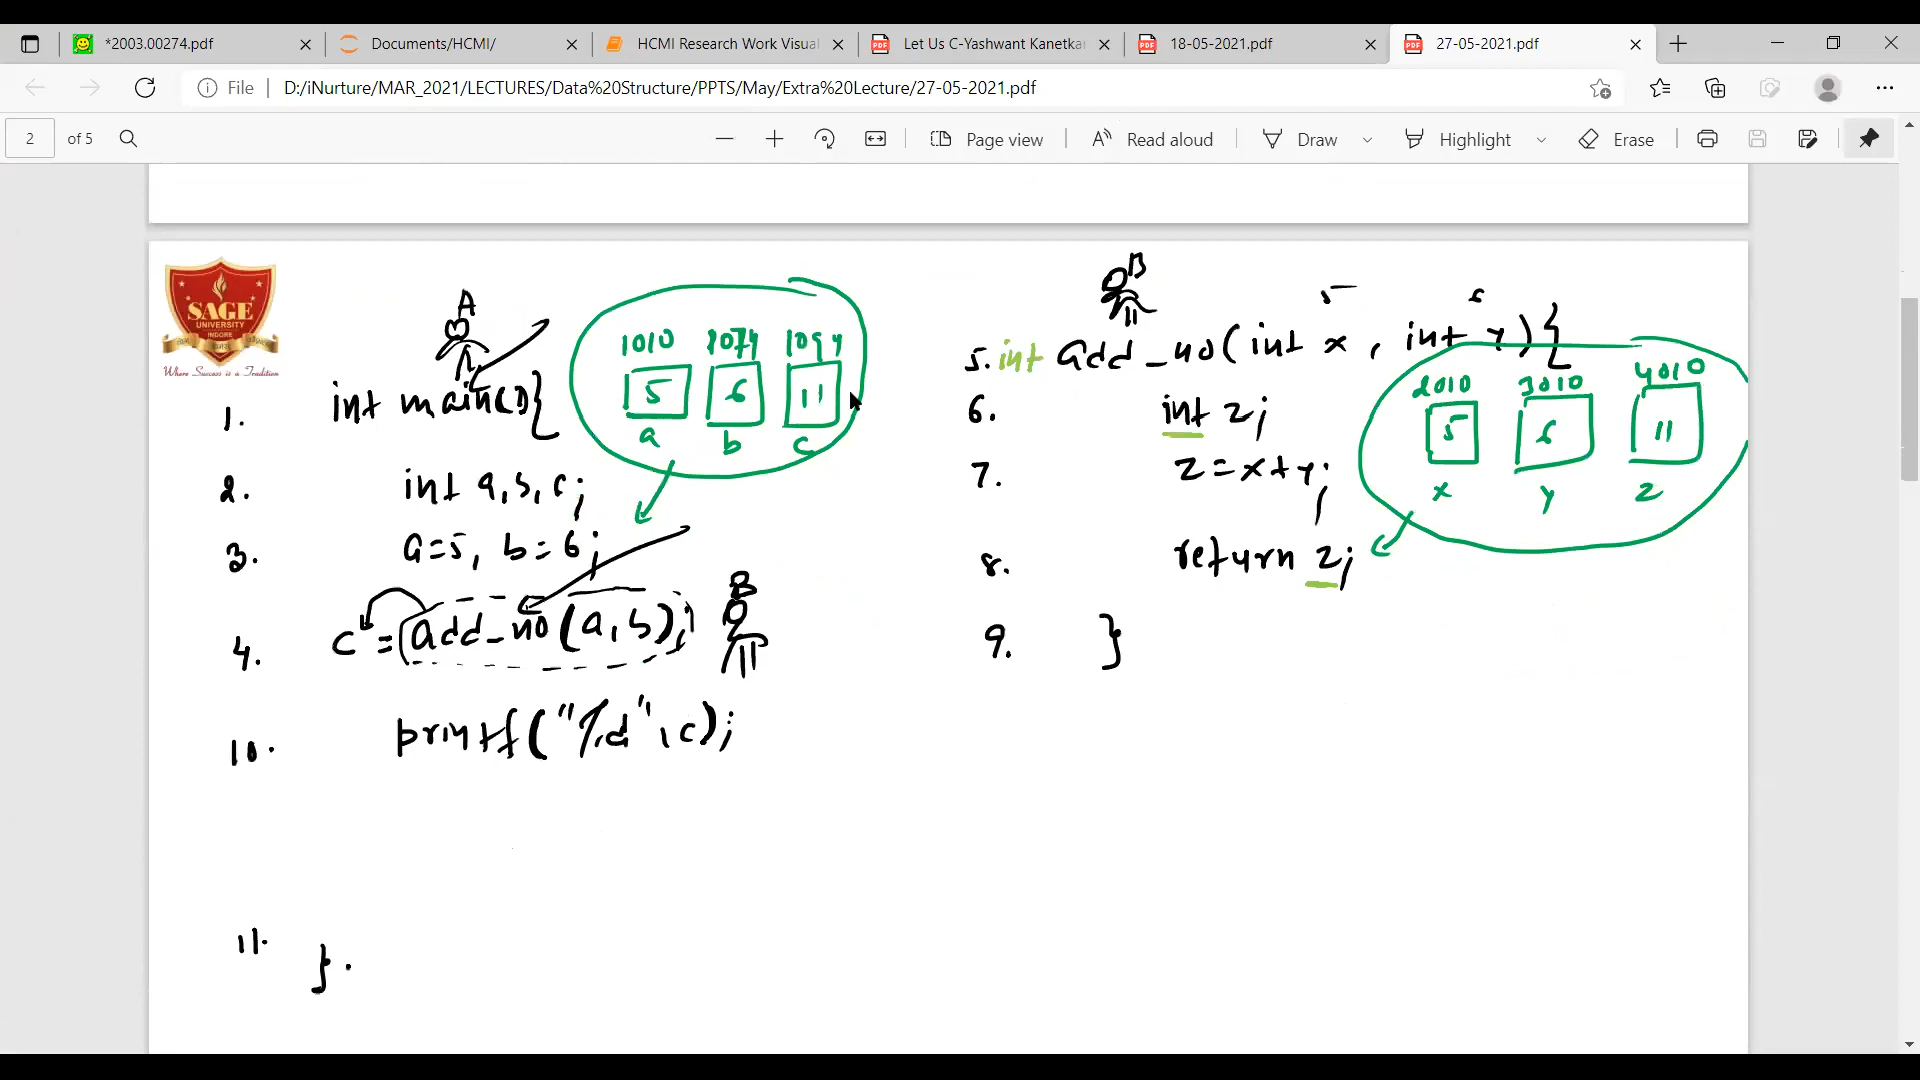 *2003.00274.pdf
Documents/HCMI/
HCMI Research Work Visual
Let Us C-Yashwant Kanetkar
18-05-2021.pdf
27-05-2021.pdf
File
D:/iNurture/MAR_2021/LECTURES/Data%20Structure/PPTS/May/Extra%20Lecture/27-05-2021.pdf
2 of 5
Page view
Read aloud
Draw
Highlight
Erase
SAGE
UNIVERSITY
INDORE
Where Success is a Tradition
A
1010 1074 1094
5 6 11
a b c
1. int main(){
2. int a,b,c;
3. a=5, b=6;
4. c=add_no(a,b); B
10. printf("%d",c);
11. }.
B
5 6
5. int add_no(int x, int y){
2010 3010 4010
5 6 11
x y z
6. int z;
7. z=x+y;
8. return z;
9. }